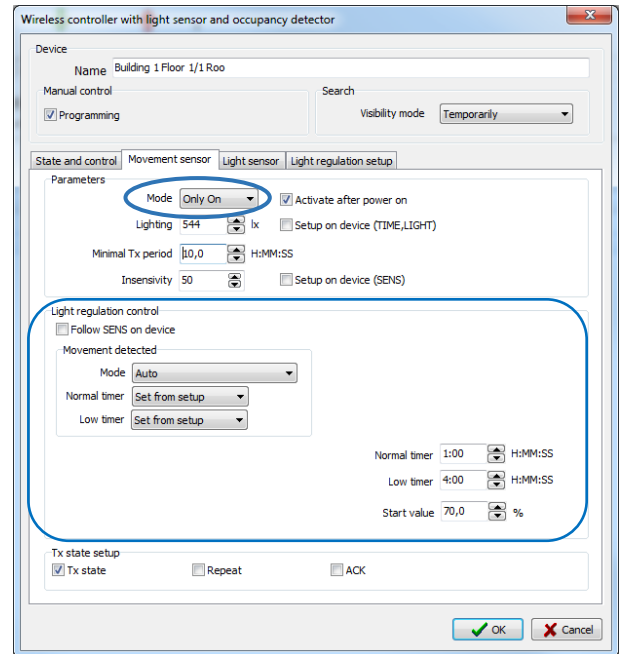 Wireless controller with light sensor and occupancy detector
Device
Name Building 1 Floor 1/1 Roo
Manual control Search
Programming Visibility mode Temporarily
State and control Movement sensor Light sensor Light regulation setup
Parameters
Mode Only On Activate after power on
Lighting 544 lx Setup on device (TIME,LIGHT)
Minimal Tx period 10,0 H:MM:SS
Insensivity 50 Setup on device (SENS)
Light regulation control
Follow SENS on device
Movement detected
Mode Auto
Normal timer Set from setup
Low timer Set from setup
Normal timer 1:00 H:MM:SS
Low timer 4:00 H:MM:SS
Start value 70,0 %
Tx state setup
Tx state Repeat ACK
OK Cancel